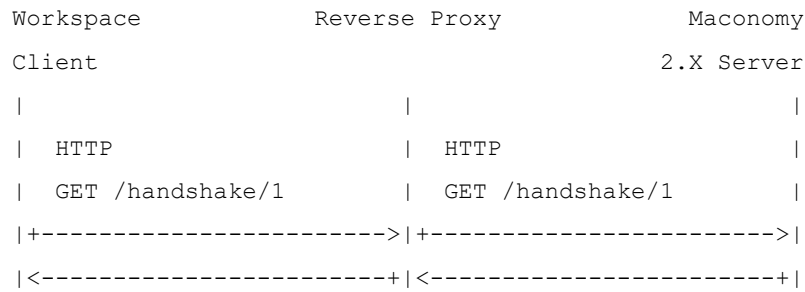 Workspace           Reverse Proxy             Maconomy
Client                                      2.X Server
|                          |                          |
|  HTTP                    |  HTTP                    |
|  GET /handshake/1        |  GET /handshake/1        |
|+------------------------>|+------------------------>|
|<------------------------+|<------------------------+|